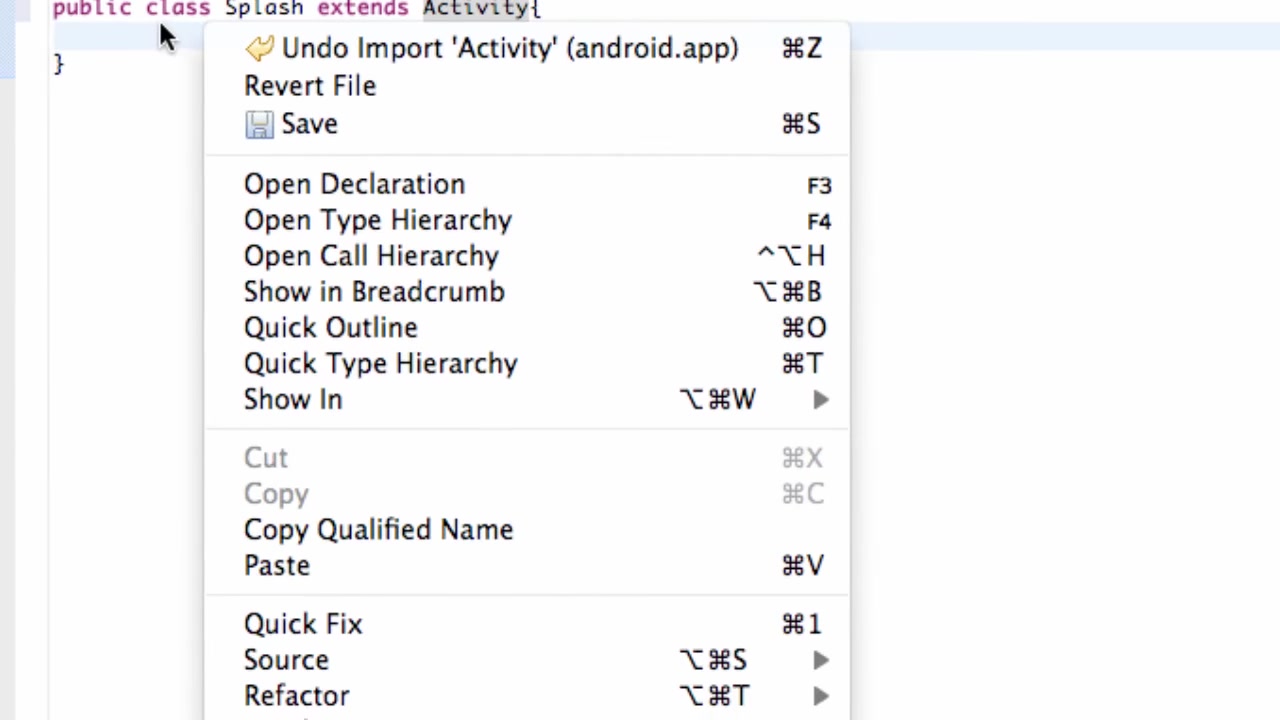 public class Splash extends Activity{
}
Undo Import 'Activity' (android.app) ⌘Z
Revert File
Save ⌘S
Open Declaration F3
Open Type Hierarchy F4
Open Call Hierarchy ^⌥H
Show in Breadcrumb ⌥⌘B
Quick Outline ⌘O
Quick Type Hierarchy ⌘T
Show In ⌥⌘W
Cut ⌘X
Copy ⌘C
Copy Qualified Name
Paste ⌘V
Quick Fix ⌘1
Source ⌥⌘S
Refactor ⌥⌘T